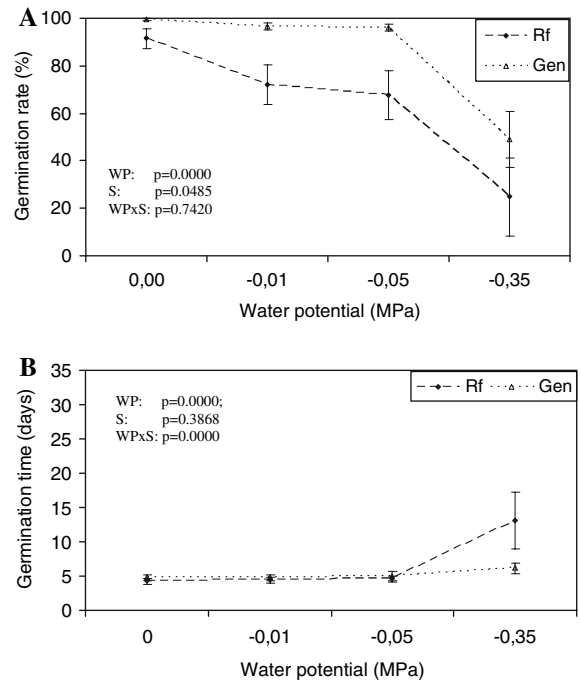 A
Germination rate (%)
100
80
60
40
20
0
Rf
Gen
WP: p=0.0000
S: p=0.0485
WPxS: p=0.7420
0,00 -0,01 -0,05 -0,35
Water potential (MPa)
B
Germination time (days)
35
30
25
20
15
10
5
0
Rf Gen
WP: p=0.0000;
S: p=0.3868
WPxS: p=0.0000
0 -0,01 -0,05 -0,35
Water potential (MPa)